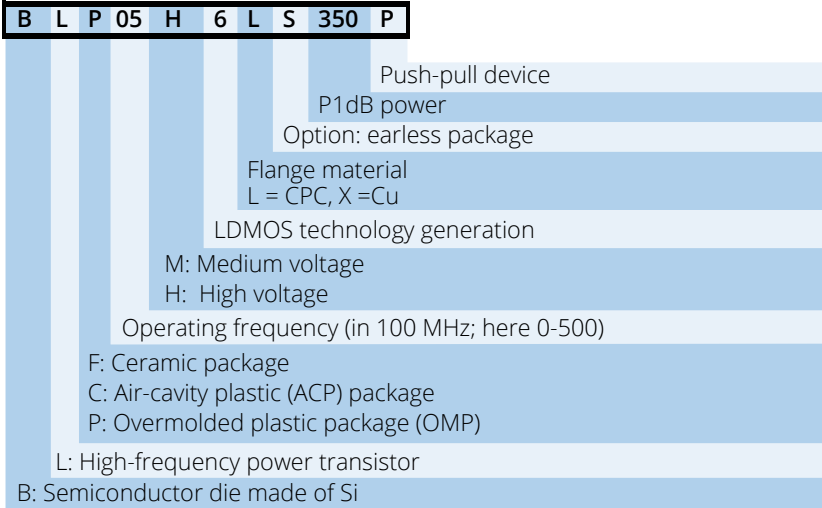 B L P 05 H 6 L S 350 P
Push-pull device
P1dB power
Option: earless package
Flange material
L = CPC, X =Cu
LDMOS technology generation
M: Medium voltage
H: High voltage
Operating frequency (in 100 MHz; here 0-500)
F: Ceramic package
C: Air-cavity plastic (ACP) package
P: Overmolded plastic package (OMP)
L: High-frequency power transistor
B: Semiconductor die made of Si